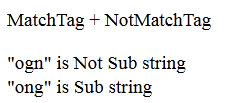 MatchTag + NotMatchTag
"ogn" is Not Sub string
"ong" is Sub string